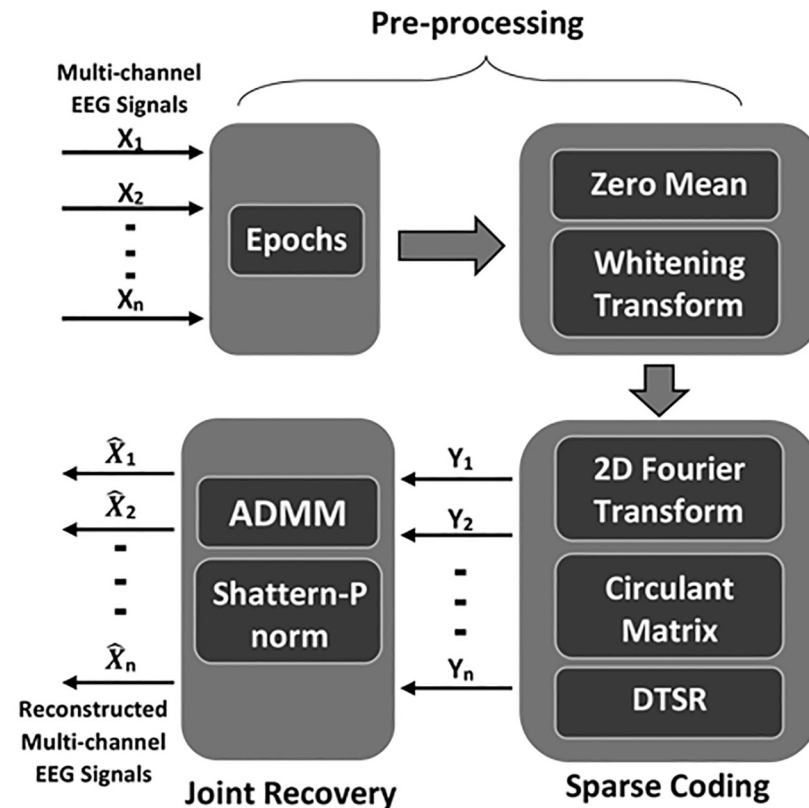 Pre-processing
Multi-channel
EEG Signals
X1
X2
Xn
Epochs
Zero Mean
Whitening
Transform
2D Fourier
Transform
Circulant
Matrix
DTSR
Sparse Coding
Y1
Y2
Yn
ADMM
Shattern-P
norm
Joint Recovery
X̂1
X̂2
X̂n
Reconstructed
Multi-channel
EEG Signals